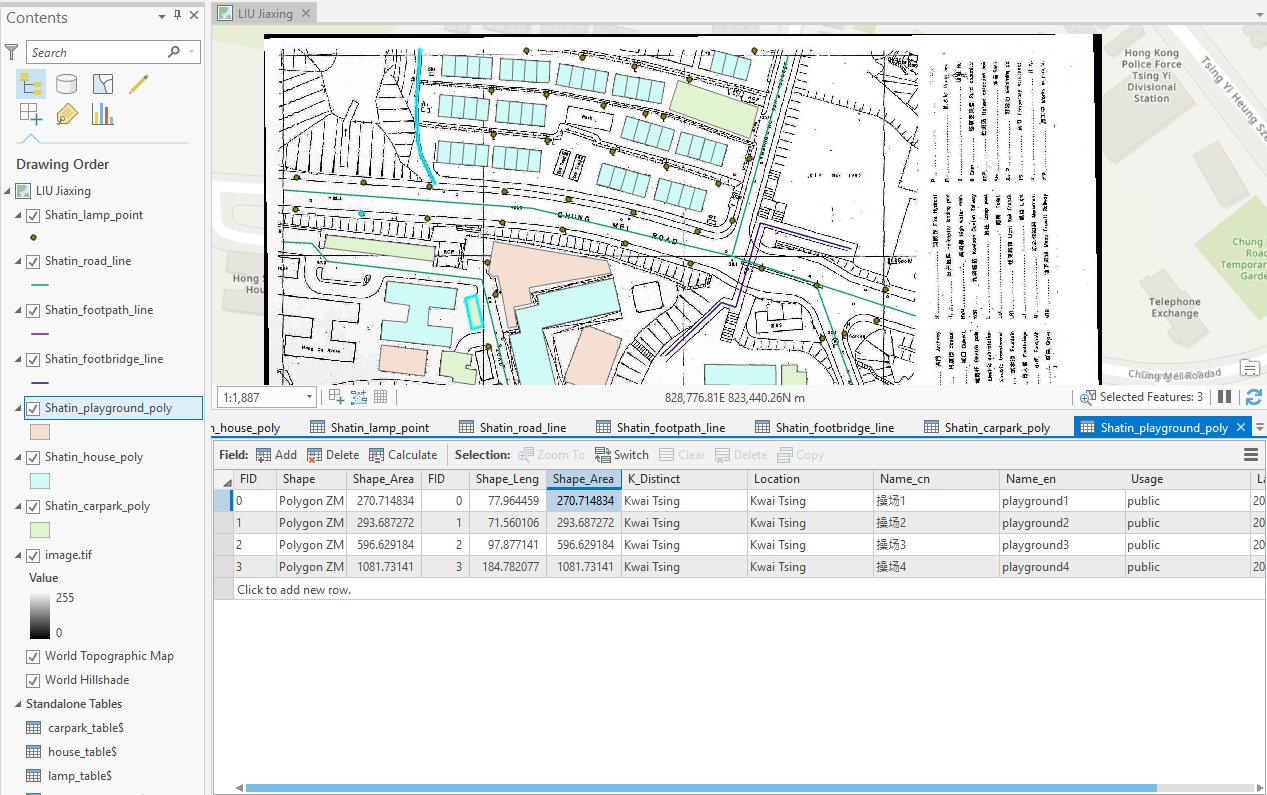 Contents
LIU Jiaxing
Search
Drawing Order
LIU Jiaxing
Shatin_lamp_point
Shatin_road_line
Shatin_footpath_line
Shatin_footbridge_line
Shatin_playground_poly
Shatin_house_poly
Shatin_carpark_poly
image.tif
Value
255
0
World Topographic Map
World Hillshade
Standalone Tables
carpark_table$
house_table$
lamp_table$
Hong Kong
Police Force
Tsing Yi
Divisional
Station
Tsing Yi Heung Sz
Chung
Road
Temporar
Garde
Telephone
Exchange
Hong S
Hou
CHUNG
MEI
ROAD
RCP
1:1,887
828,776.81E 823,440.26N m
Selected Features: 3
n_house_poly Shatin_lamp_point Shatin_road_line Shatin_footpath_line Shatin_footbridge_line Shatin_carpark_poly Shatin_playground_poly
Field: Add Delete Calculate Selection: Zoom To Switch Clear Delete Copy
FID Shape Shape_Area FID Shape_Leng Shape_Area K_Distinct Location Name_cn Name_en Usage La
0 Polygon ZM 270.714834 0 77.964459 270.714834 Kwai Tsing Kwai Tsing 操场1 playground1 public 20
1 Polygon ZM 293.687272 1 71.560106 293.687272 Kwai Tsing Kwai Tsing 操场2 playground2 public 20
2 Polygon ZM 596.629184 2 97.877141 596.629184 Kwai Tsing Kwai Tsing 操场3 playground3 public 20
3 Polygon ZM 1081.73141 3 184.782077 1081.73141 Kwai Tsing Kwai Tsing 操场4 playground4 public 20
Click to add new row.